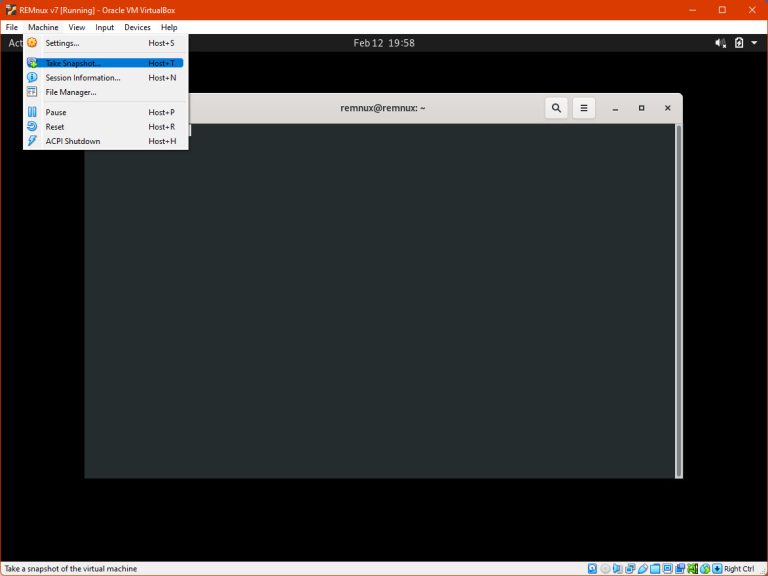 REMnux v7 [Running] - Oracle VM VirtualBox
File Machine View Input Devices Help
Act
Feb 12 19:58
Settings... Host+S
Take Snapshot... Host+T
Session Information... Host+N
File Manager...
Pause Host+P
Reset Host+R
ACPI Shutdown Host+H
remnux@remnux: ~
Take a snapshot of the virtual machine
Right Ctrl